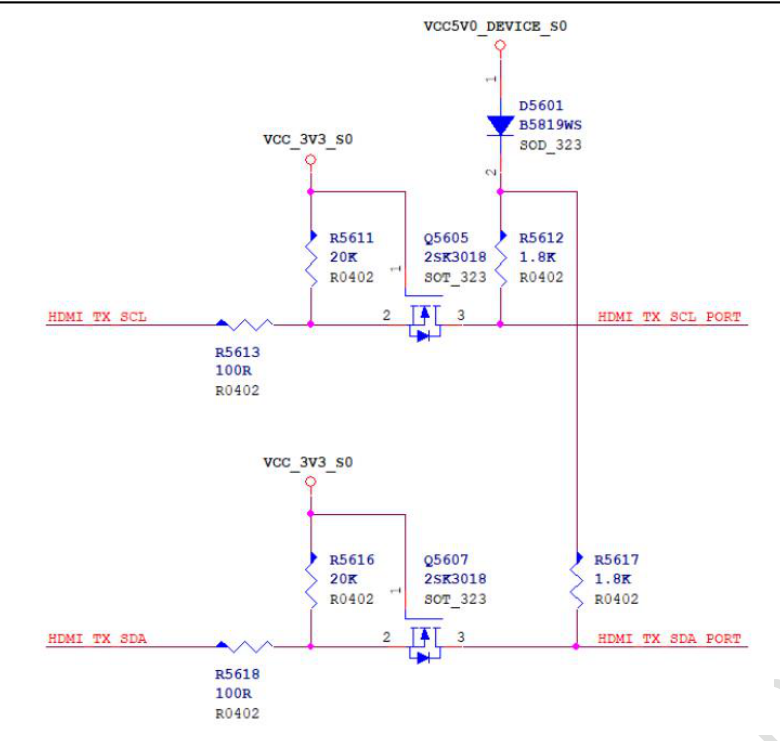 VCC5V0_DEVICE_S0
1
D5601
B5819WS
SOD_323
2
VCC_3V3_S0
R5611
20K
R0402
1
Q5605
2SK3018
SOT_323
R5612
1.8K
R0402
HDMI_TX_SCL
2
3
HDMI_TX_SCL_PORT
R5613
100R
R0402
VCC_3V3_S0
R5616
20K
R0402
1
Q5607
2SK3018
SOT_323
R5617
1.8K
R0402
HDMI_TX_SDA
2
3
HDMI_TX_SDA_PORT
R5618
100R
R0402